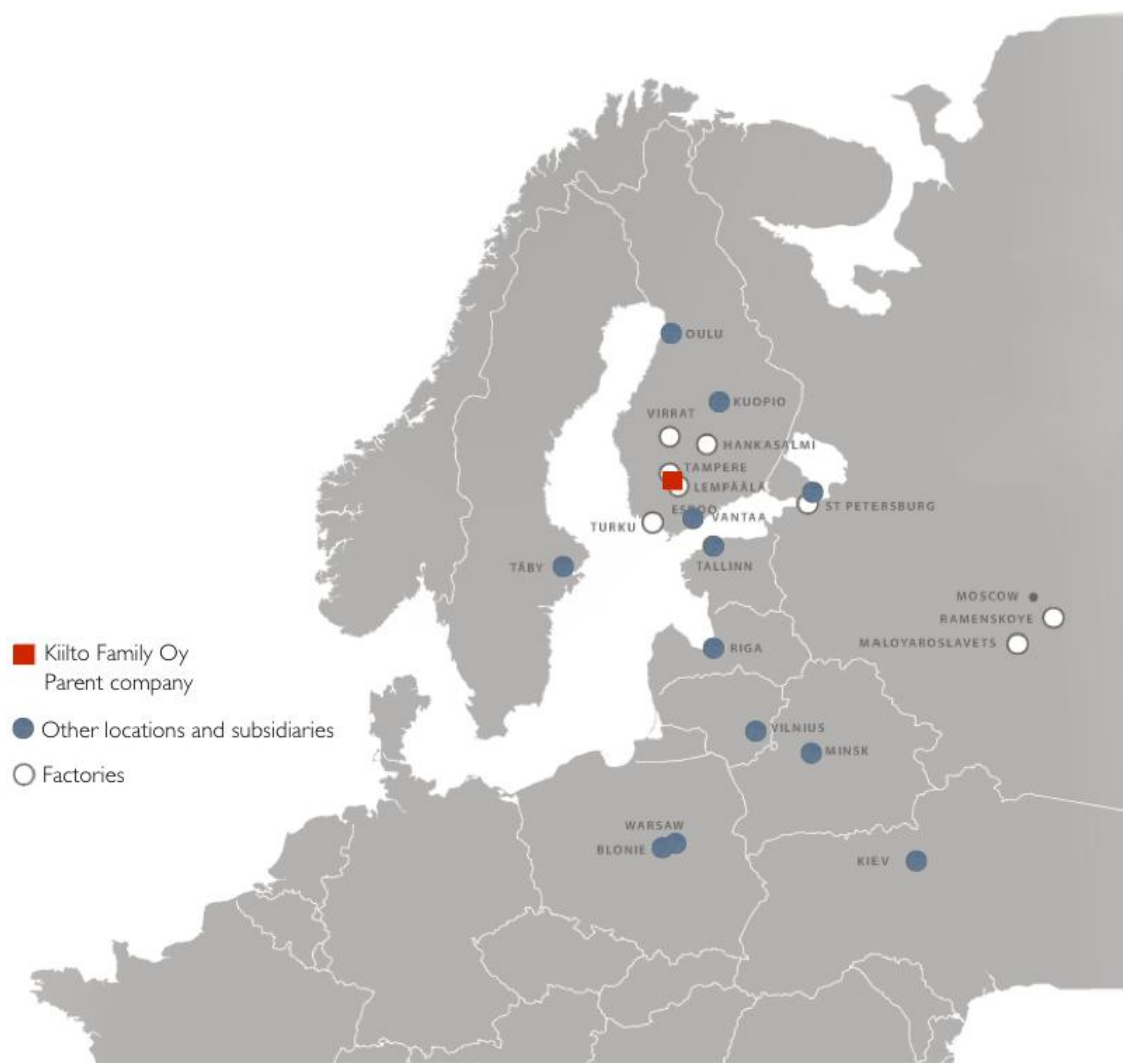 OULU
KUOPIO
VIRRAT
HANKASALMI
TAMPERE
LEMPÄÄLÄ
ESPOO
VANTAA
TURKU
ST PETERSBURG
TÄBY
TALLINN
MOSCOW
RAMENSKOYE
MALOYAROSLAVETS
RIGA
Kiilto Family Oy
Parent company
Other locations and subsidiaries
Factories
VILNIUS
MINSK
WARSAW
BLONIE
KIEV